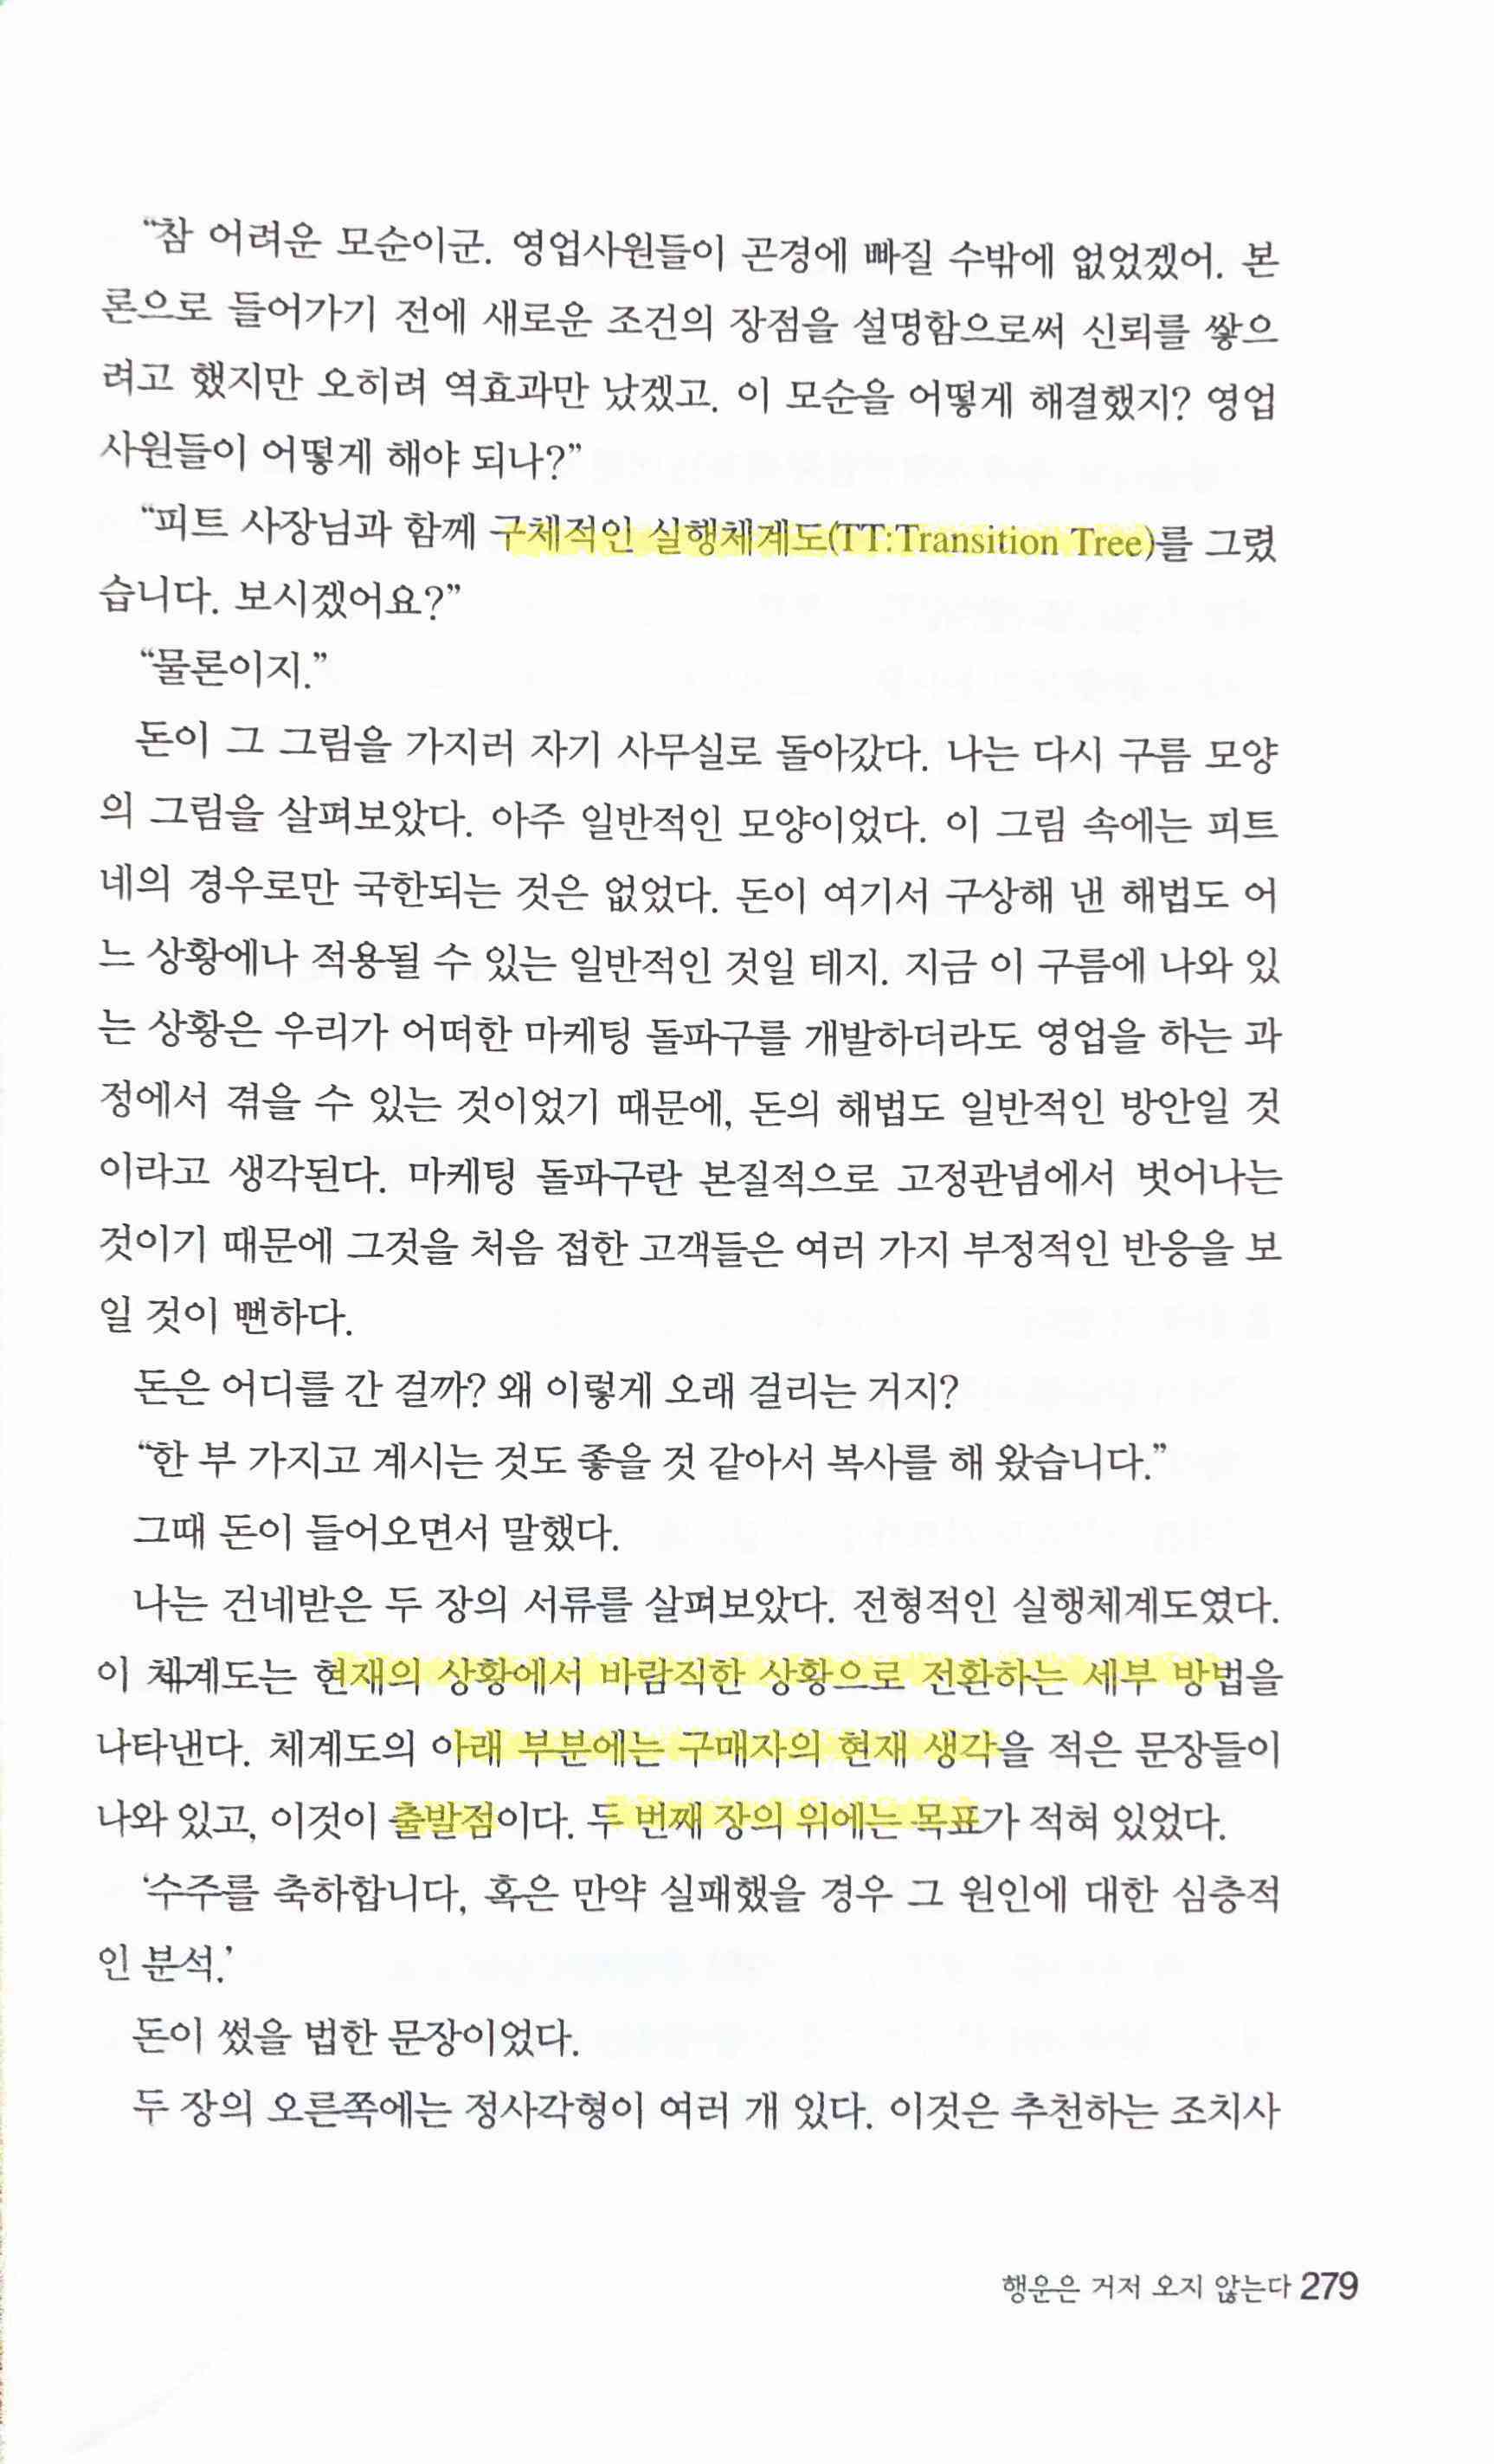 “참 어려운 모순이군. 영업사원들이 곤경에 빠질 수밖에 없었겠어. 본
론으로 들어가기 전에 새로운 조건의 장점을 설명함으로써 신뢰를 쌓으
려고 했지만 오히려 역효과만 났겠고. 이 모순을 어떻게 해결했지? 영업
사원들이 어떻게 해야 되나?”
“피트 사장님과 함께 구체적인 실행체계도(TT:Transition Tree)를 그렸
습니다. 보시겠어요?”
“물론이지.”
돈이 그 그림을 가지러 자기 사무실로 돌아갔다. 나는 다시 구름 모양
의 그림을 살펴보았다. 아주 일반적인 모양이었다. 이 그림 속에는 피트
네의 경우로만 국한되는 것은 없었다. 돈이 여기서 구상해 낸 해법도 어
느 상황에나 적용될 수 있는 일반적인 것일 테지. 지금 이 구름에 나와 있
는 상황은 우리가 어떠한 마케팅 돌파구를 개발하더라도 영업을 하는 과
정에서 겪을 수 있는 것이었기 때문에, 돈의 해법도 일반적인 방안일 것
이라고 생각된다. 마케팅 돌파구란 본질적으로 고정관념에서 벗어나는
것이기 때문에 그것을 처음 접한 고객들은 여러 가지 부정적인 반응을 보
일 것이 뻔하다.
돈은 어디를 간 걸까? 왜 이렇게 오래 걸리는 거지?
“한 부 가지고 계시는 것도 좋을 것 같아서 복사를 해 왔습니다.”
그때 돈이 들어오면서 말했다.
나는 건네받은 두 장의 서류를 살펴보았다. 전형적인 실행체계도였다.
이 체계도는 현재의 상황에서 바람직한 상황으로 전환하는 세부 방법을
나타낸다. 체계도의 아래 부분에는 구매자의 현재 생각을 적은 문장들이
나와 있고, 이것이 출발점이다. 두 번째 장의 위에는 목표가 적혀 있었다.
‘수주를 축하합니다, 혹은 만약 실패했을 경우 그 원인에 대한 심층적
인 분석.’
돈이 썼을 법한 문장이었다.
두 장의 오른쪽에는 정사각형이 여러 개 있다. 이것은 추천하는 조치사
행운은 거저 오지 않는다 279